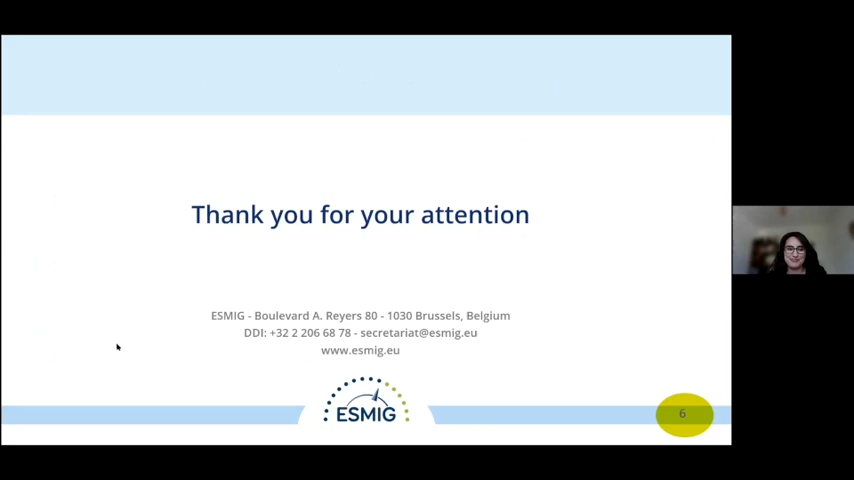 Thank you for your attention
ESMIG - Boulevard A. Reyers 80 - 1030 Brussels, Belgium
DDI: +32 2 206 68 78 - secretariat@esmig.eu
www.esmig.eu
ESMIG
6